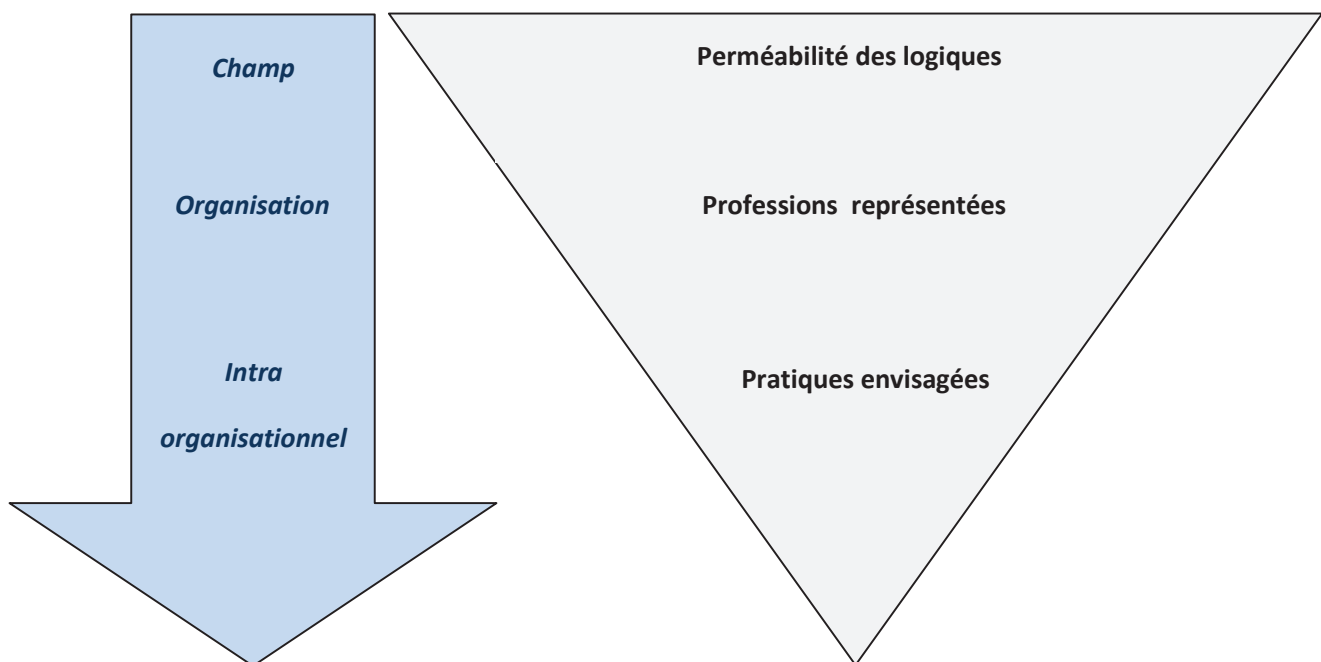 Champ
Perméabilité des logiques
Organisation
Professions représentées
Intra
organisationnel
Pratiques envisagées